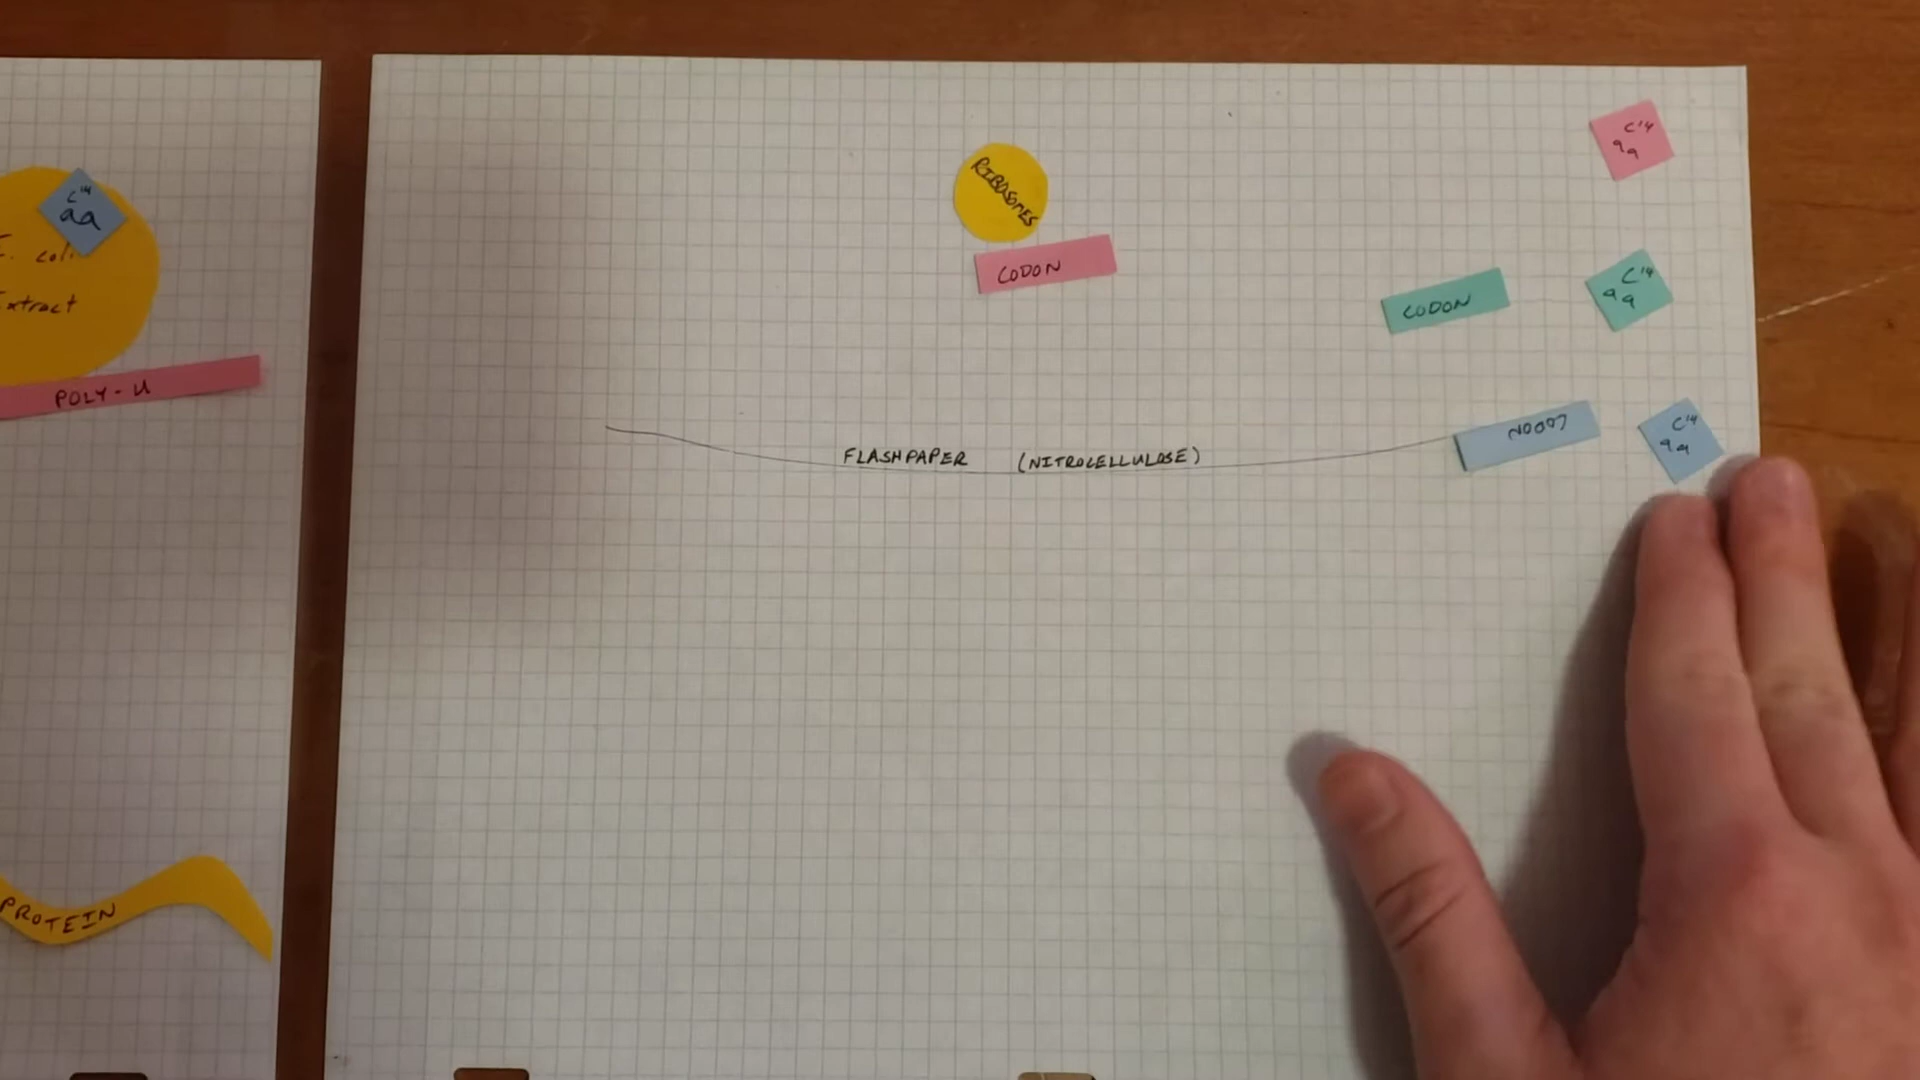 C¹⁴
aa
E. coli
Extract
POLY-U
PROTEIN
RIBOSOMES
CODON
CODON
CODON
C¹⁴
aa
C¹⁴
aa
C¹⁴
aa
FLASHPAPER (NITROCELLULOSE)